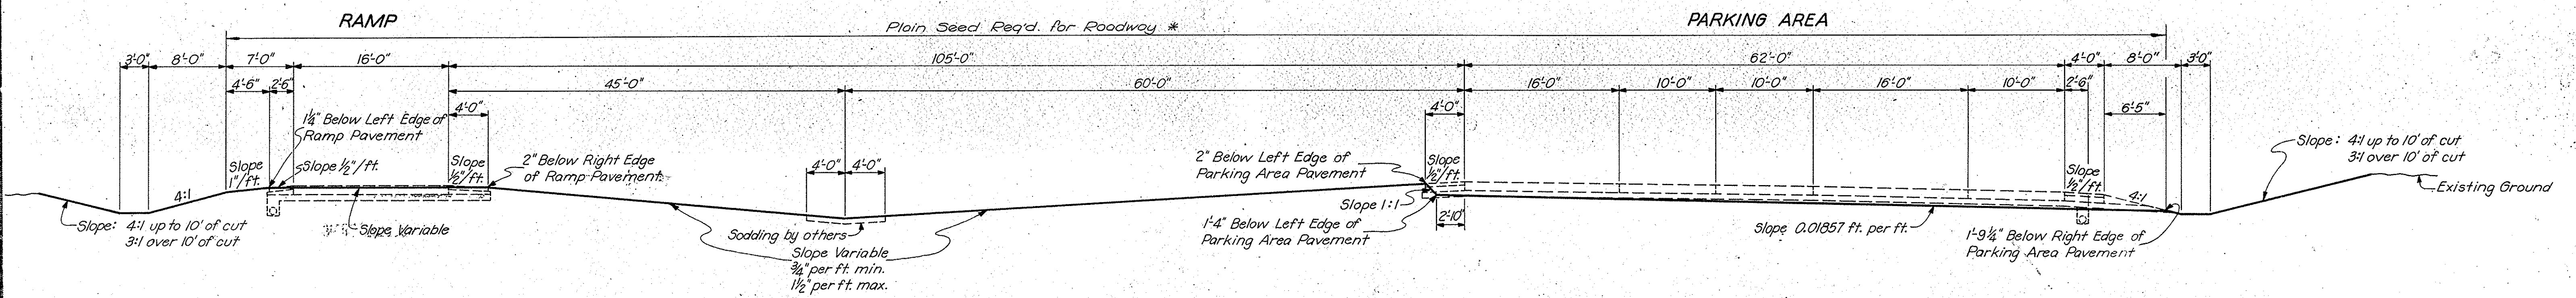 RAMP
Plain Seed Req'd. for Roadway *
PARKING AREA
3'-0" 8'-0" 7'-0" 16'-0" 105'-0" 62'-0" 4'-0" 8'-0" 3'-0"
4'-6" 2'-6" 45'-0" 60'-0" 16'-0" 10'-0" 10'-0" 16'-0" 10'-0" 2'-6"
4'-0" 4'-0" 6'-5"
1¼" Below Left Edge of
Ramp Pavement
Slope
1"/ft.
Slope ½"/ft.
Slope
½"/ft.
2" Below Right Edge
of Ramp Pavement
4'-0" 4'-0"
2" Below Left Edge of
Parking Area Pavement
Slope
½"/ft.
Slope
½"/ft.
Slope: 4:1 up to 10' of cut
3:1 over 10' of cut
4:1
4:1
Existing Ground
Slope: 4:1 up to 10' of cut
3:1 over 10' of cut
Slope Variable
Sodding by others
Slope Variable
¾" per ft. min.
1½" per ft. max.
Slope 1:1
1'-4" Below Left Edge of
Parking Area Pavement
2'-10"
Slope 0.01857 ft. per ft.
1'-9¼" Below Right Edge of
Parking Area Pavement